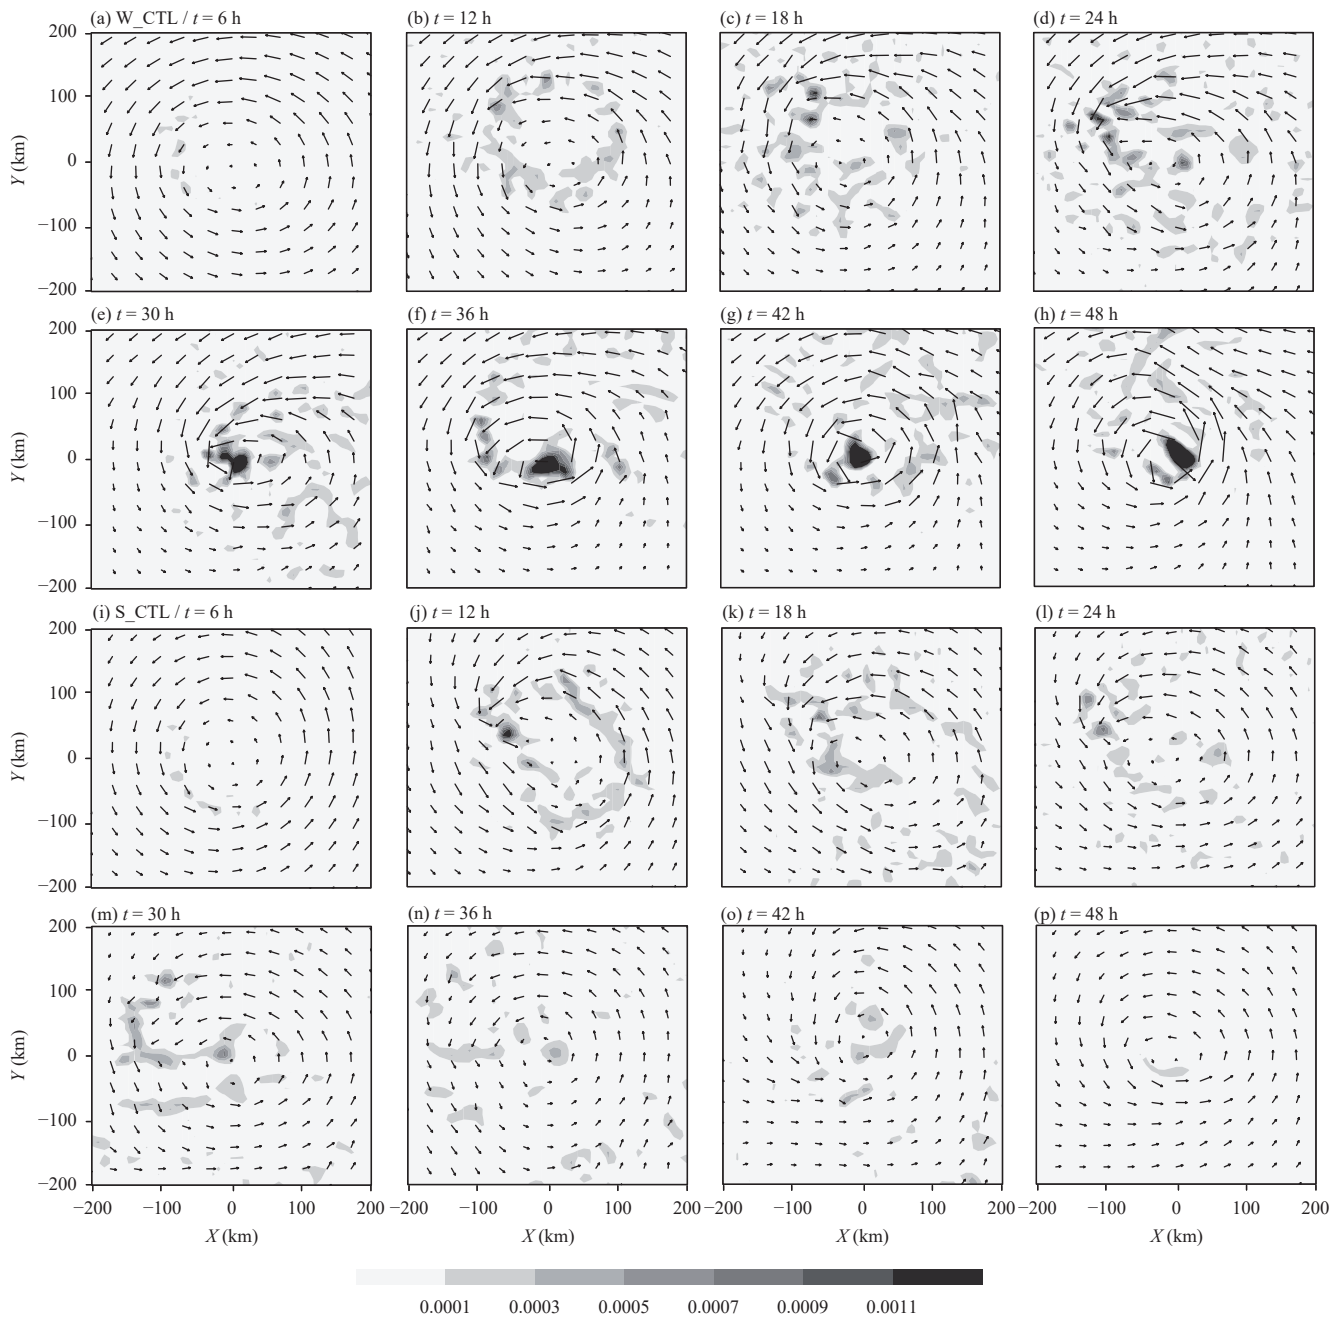 (a) W_CTL / t = 6 h
(b) t = 12 h
(c) t = 18 h
(d) t = 24 h
200
100
0
−100
−200
Y (km)
(e) t = 30 h
(f) t = 36 h
(g) t = 42 h
(h) t = 48 h
200
100
0
−100
−200
Y (km)
(i) S_CTL / t = 6 h
(j) t = 12 h
(k) t = 18 h
(l) t = 24 h
200
100
0
−100
−200
Y (km)
(m) t = 30 h
(n) t = 36 h
(o) t = 42 h
(p) t = 48 h
200
100
0
−100
−200
Y (km)
−200 −100 0 100 200 −100 0 100 200 −200 −100 0 100 200 −200 −100 0 100 200
X (km) X (km) X (km) X (km)
0.0001 0.0003 0.0005 0.0007 0.0009 0.0011